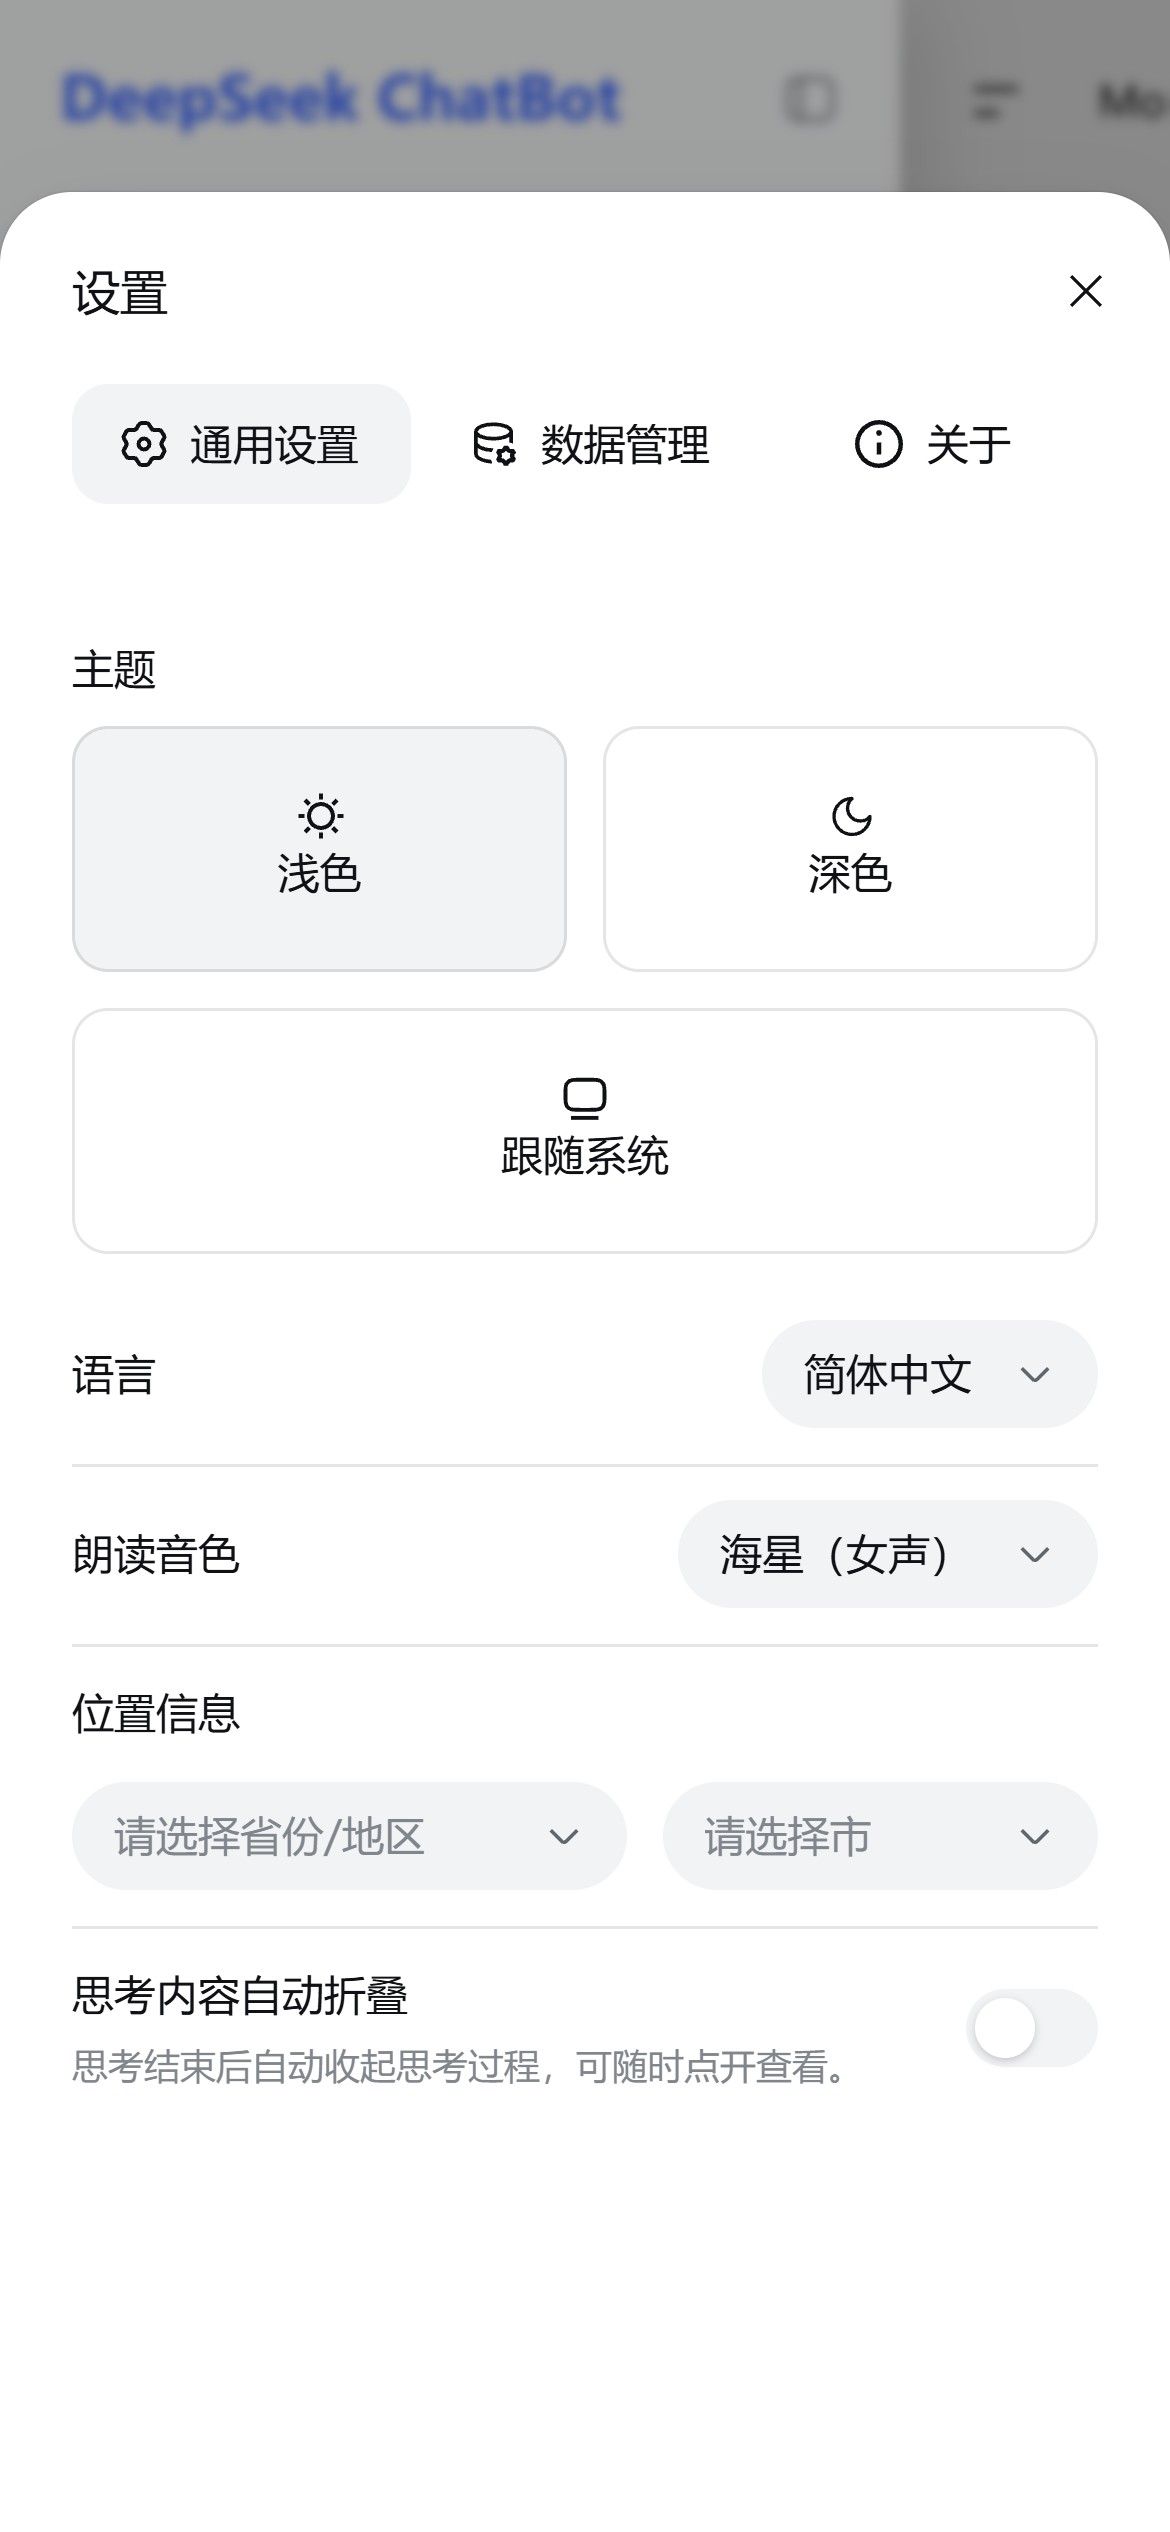 DeepSeek ChatBot
Mo
设置
通用设置
数据管理
关于
主题
浅色
深色
跟随系统
语言
简体中文
朗读音色
海星（女声）
位置信息
请选择省份/地区
请选择市
思考内容自动折叠
思考结束后自动收起思考过程，可随时点开查看。